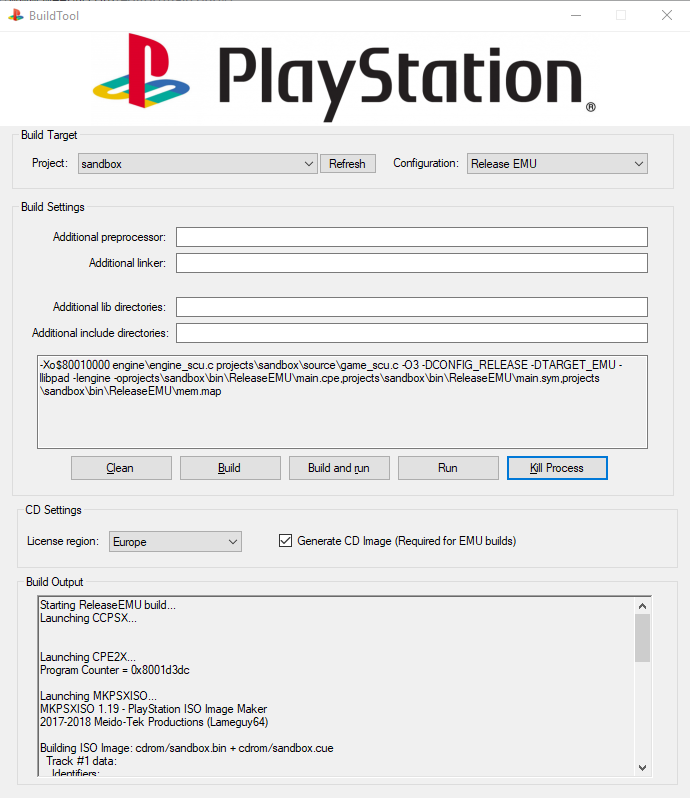 BuildTool
PlayStation®
Build Target
Project: sandbox Refresh Configuration: Release EMU
Build Settings
Additional preprocessor:
Additional linker:
Additional lib directories:
Additional include directories:
-Xo$80010000 engine\engine_scu.c projects\sandbox\source\game_scu.c -O3 -DCONFIG_RELEASE -DTARGET_EMU -
llibpad -lengine -oprojects\sandbox\bin\ReleaseEMU\main.cpe,projects\sandbox\bin\ReleaseEMU\main.sym,projects
\sandbox\bin\ReleaseEMU\mem.map
Clean Build Build and run Run Kill Process
CD Settings
License region: Europe Generate CD Image (Required for EMU builds)
Build Output
Starting ReleaseEMU build...
Launching CCPSX...
Launching CPE2X...
Program Counter = 0x8001d3dc
Launching MKPSXISO...
MKPSXISO 1.19 - PlayStation ISO Image Maker
2017-2018 Meido-Tek Productions (Lameguy64)
Building ISO Image: cdrom/sandbox.bin + cdrom/sandbox.cue
Track #1 data:
Identifiers: